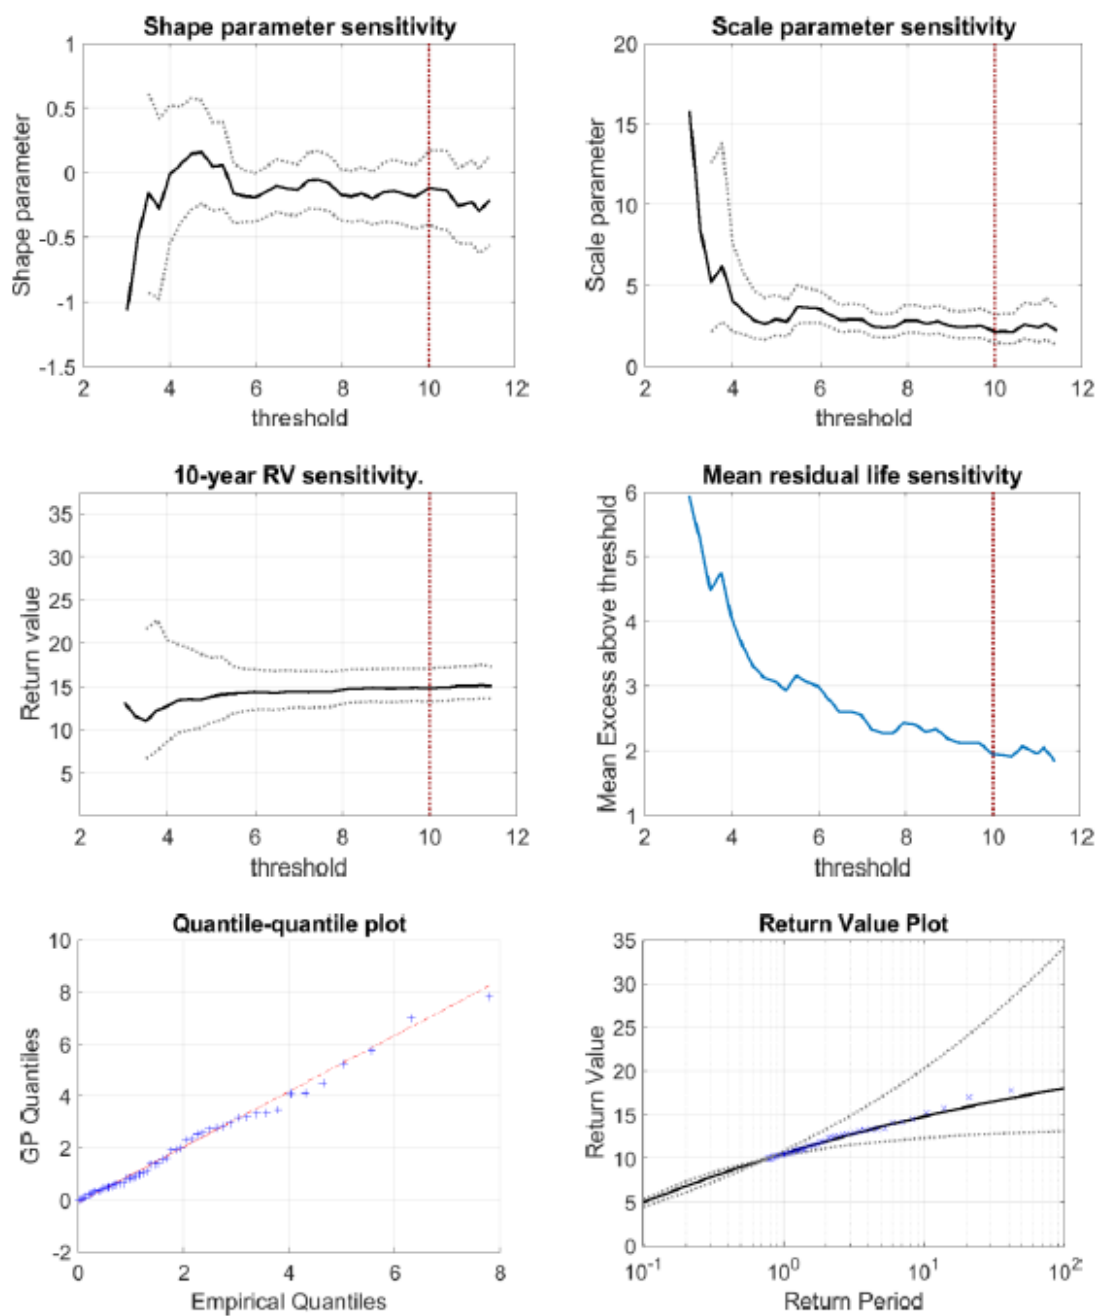 Shape parameter sensitivity
Shape parameter
1
0.5
0
-0.5
-1
-1.5
2 4 6 8 10 12
threshold
Scale parameter sensitivity
Scale parameter
20
15
10
5
0
2 4 6 8 10 12
threshold
10-year RV sensitivity.
Return value
35
30
25
20
15
10
5
2 4 6 8 10 12
threshold
Mean residual life sensitivity
Mean Excess above threshold
6
5
4
3
2
1
2 4 6 8 10 12
threshold
Quantile-quantile plot
GP Quantiles
10
8
6
4
2
0
-2
0 2 4 6 8
Empirical Quantiles
Return Value Plot
Return Value
35
30
25
20
15
10
5
0
10⁻¹ 10⁰ 10¹ 10²
Return Period